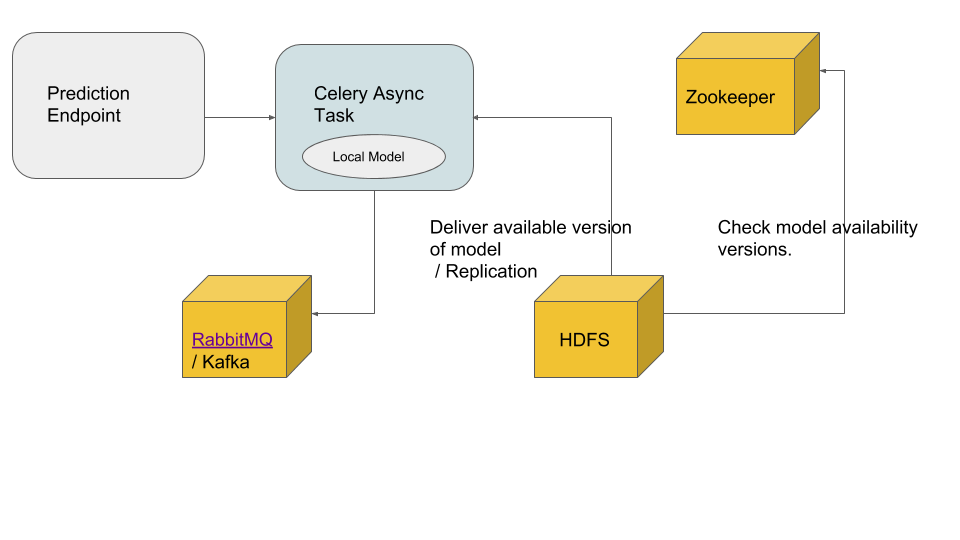 Prediction
Endpoint
Celery Async
Task
Local Model
Zookeeper
Deliver available version
of model
/ Replication
Check model availability
versions.
RabbitMQ
/ Kafka
HDFS